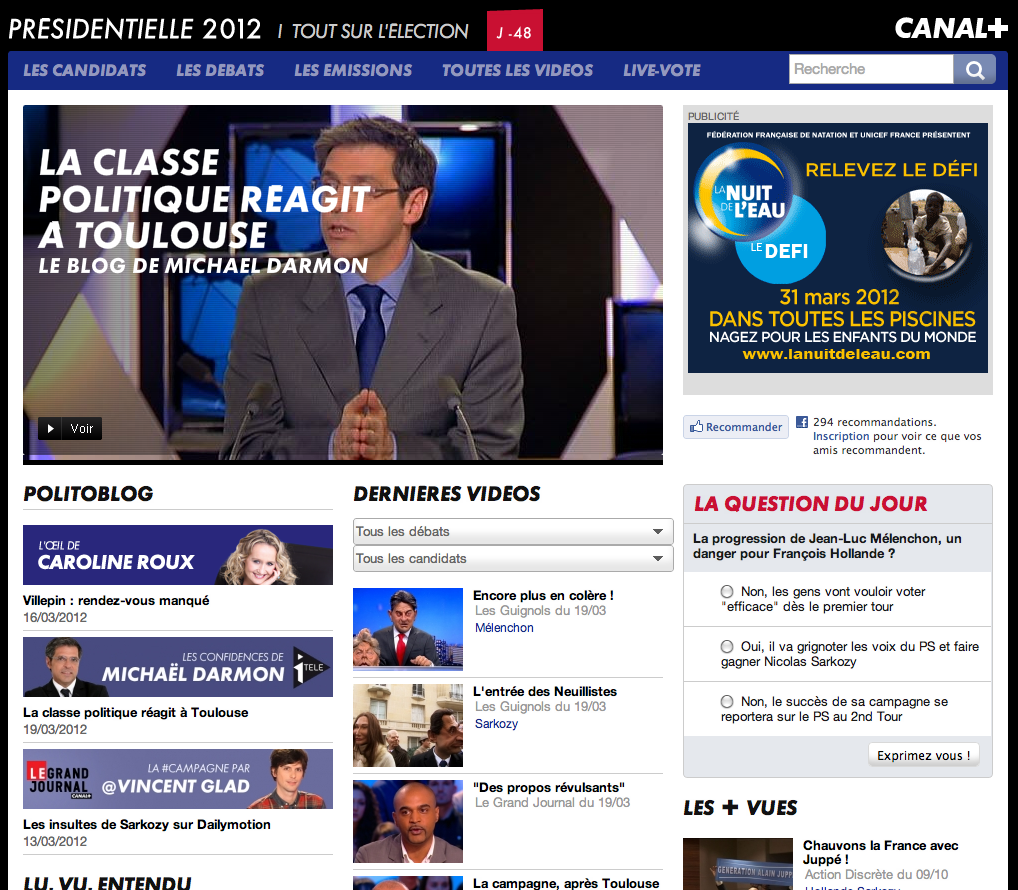 PRESIDENTIELLE 2012 | TOUT SUR L'ELECTION J -48 CANAL+
LES CANDIDATS LES DEBATS LES EMISSIONS TOUTES LES VIDEOS LIVE-VOTE Recherche
LA CLASSE
POLITIQUE REAGIT
A TOULOUSE
LE BLOG DE MICHAEL DARMON
Voir
PUBLICITÉ
FÉDÉRATION FRANÇAISE DE NATATION ET UNICEF FRANCE PRÉSENTENT
RELEVEZ LE DÉFI
LA NUIT
DE L'EAU
LE DEFI
31 mars 2012
DANS TOUTES LES PISCINES
NAGEZ POUR LES ENFANTS DU MONDE
www.lanuitdeleau.com
Recommander
294 recommandations.
Inscription pour voir ce que vos
amis recommandent.
POLITOBLOG
L'ŒIL DE
CAROLINE ROUX
Villepin : rendez-vous manqué
16/03/2012
LES CONFIDENCES DE
MICHAËL DARMON
i TELE
La classe politique réagit à Toulouse
19/03/2012
LE GRAND
JOURNAL
CANAL+
LA #CAMPAGNE PAR
@VINCENT GLAD
Les insultes de Sarkozy sur Dailymotion
13/03/2012
LU, VU, ENTENDU
DERNIERES VIDEOS
Tous les débats
Tous les candidats
Encore plus en colère !
Les Guignols du 19/03
Mélenchon
L'entrée des Neuillistes
Les Guignols du 19/03
Sarkozy
"Des propos révulsants"
Le Grand Journal du 19/03
La campagne, après Toulouse
LA QUESTION DU JOUR
La progression de Jean-Luc Mélenchon, un
danger pour François Hollande ?
Non, les gens vont vouloir voter
"efficace" dès le premier tour
Oui, il va grignoter les voix du PS et faire
gagner Nicolas Sarkozy
Non, le succès de sa campagne se
reportera sur le PS au 2nd Tour
Exprimez vous !
LES + VUES
GENERATION ALAIN JUPP
Chauvons la France avec
Juppé !
Action Discrète du 09/10